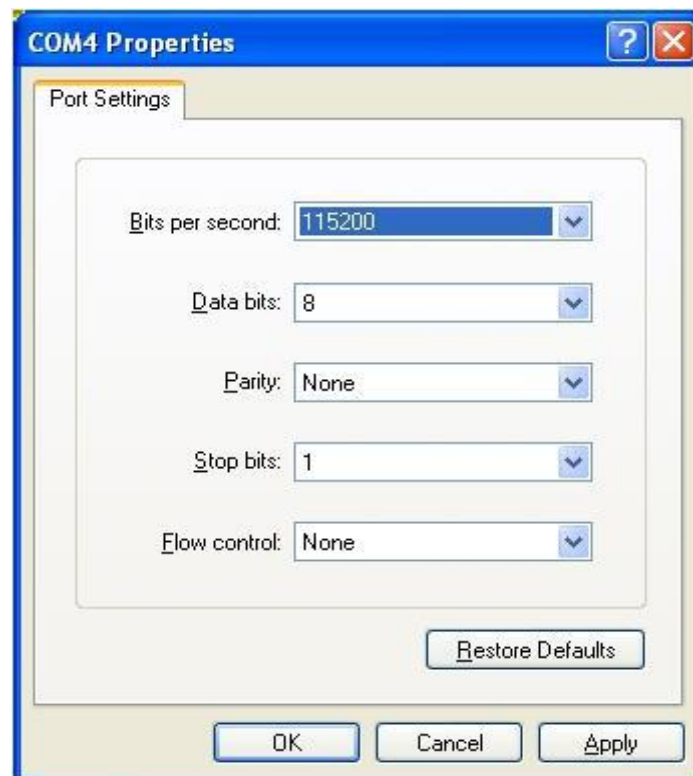 COM4 Properties
Port Settings
Bits per second: 115200
Data bits: 8
Parity: None
Stop bits: 1
Flow control: None
Restore Defaults
OK Cancel Apply